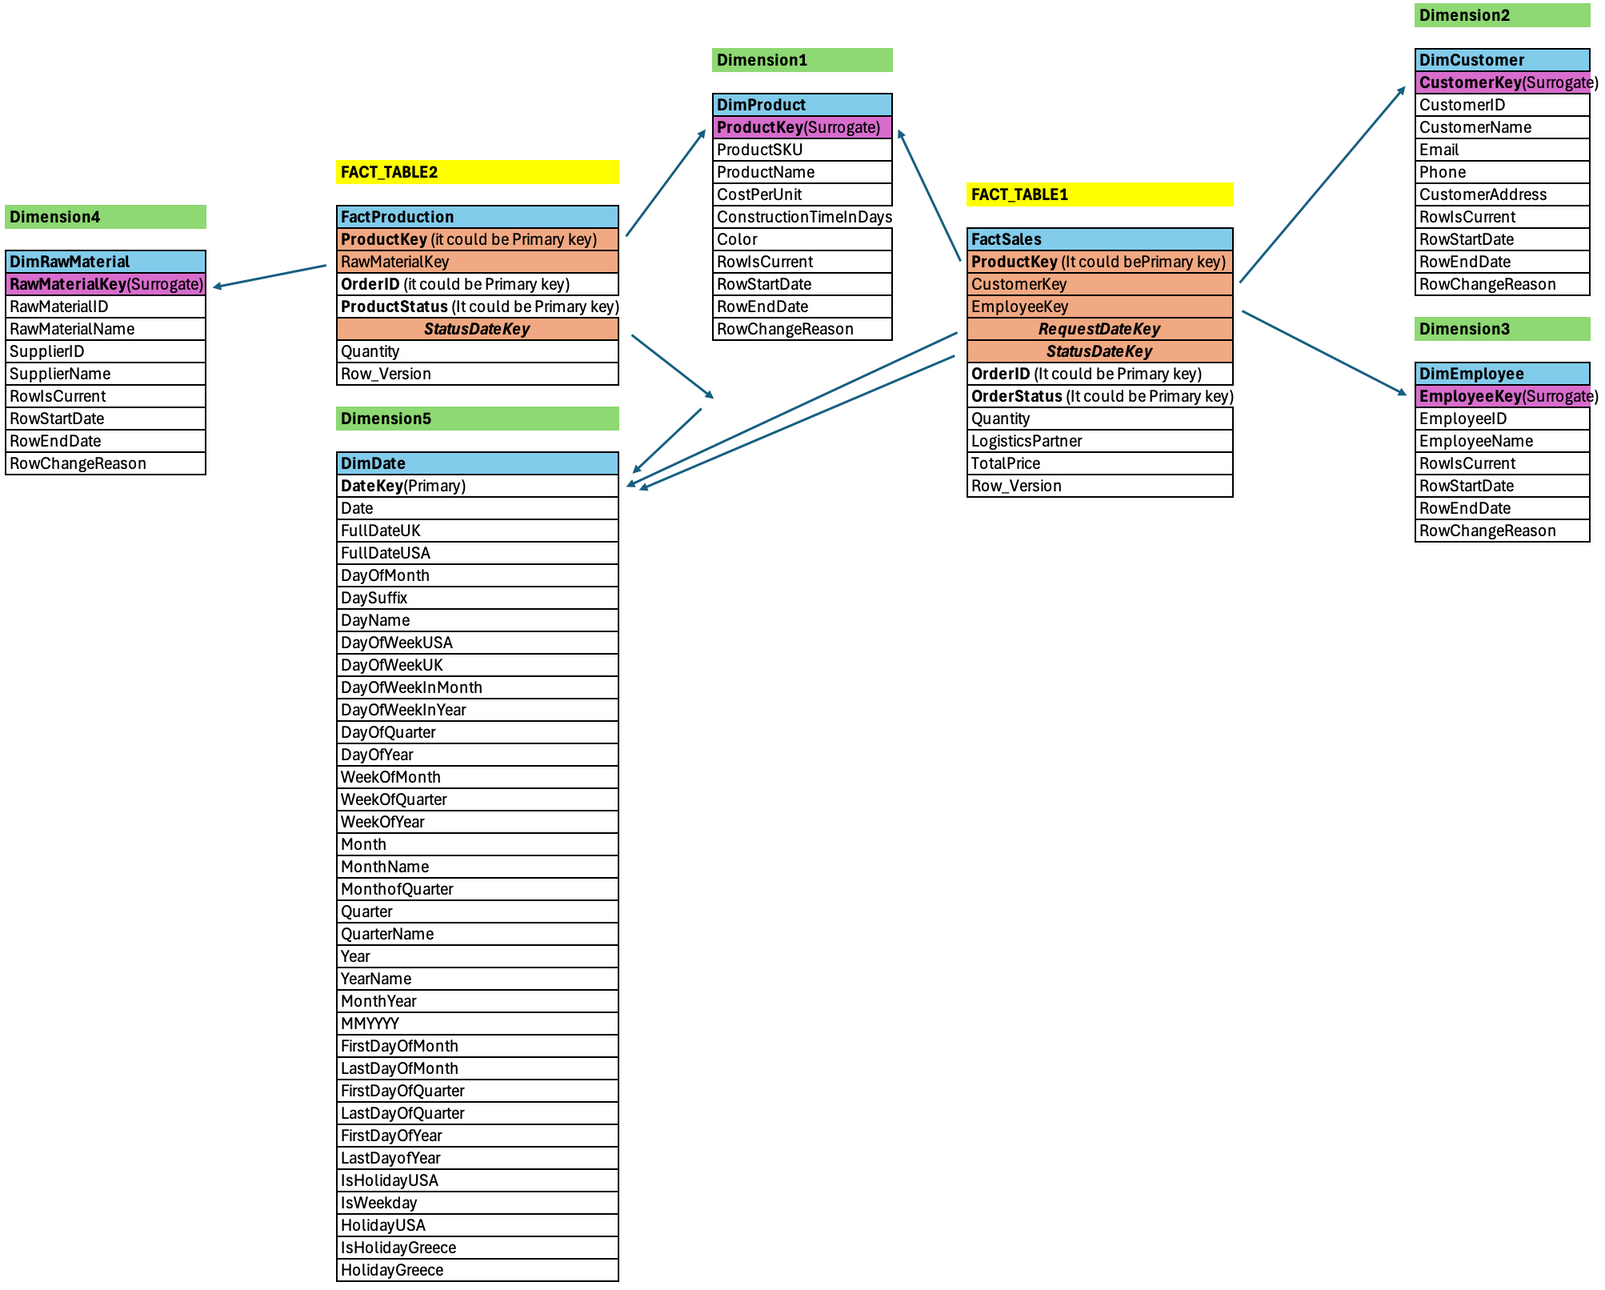 Dimension2
DimCustomer
CustomerKey(Surrogate)
CustomerID
CustomerName
Email
Phone
CustomerAddress
RowIsCurrent
RowStartDate
RowEndDate
RowChangeReason
Dimension1
DimProduct
ProductKey(Surrogate)
ProductSKU
ProductName
CostPerUnit
ConstructionTimeInDays
Color
RowIsCurrent
RowStartDate
RowEndDate
RowChangeReason
FACT_TABLE2
FactProduction
ProductKey (it could be Primary key)
RawMaterialKey
OrderID (it could be Primary key)
ProductStatus (It could be Primary key)
StatusDateKey
Quantity
Row_Version
FACT_TABLE1
FactSales
ProductKey (It could bePrimary key)
CustomerKey
EmployeeKey
RequestDateKey
StatusDateKey
OrderID (It could be Primary key)
OrderStatus (It could be Primary key)
Quantity
LogisticsPartner
TotalPrice
Row_Version
Dimension4
DimRawMaterial
RawMaterialKey(Surrogate)
RawMaterialID
RawMaterialName
SupplierID
SupplierName
RowIsCurrent
RowStartDate
RowEndDate
RowChangeReason
Dimension3
DimEmployee
EmployeeKey(Surrogate)
EmployeeID
EmployeeName
RowIsCurrent
RowStartDate
RowEndDate
RowChangeReason
Dimension5
DimDate
DateKey(Primary)
Date
FullDateUK
FullDateUSA
DayOfMonth
DaySuffix
DayName
DayOfWeekUSA
DayOfWeekUK
DayOfWeekInMonth
DayOfWeekInYear
DayOfQuarter
DayOfYear
WeekOfMonth
WeekOfQuarter
WeekOfYear
Month
MonthName
MonthofQuarter
Quarter
QuarterName
Year
YearName
MonthYear
MMYYYY
FirstDayOfMonth
LastDayOfMonth
FirstDayOfQuarter
LastDayOfQuarter
FirstDayOfYear
LastDayofYear
IsHolidayUSA
IsWeekday
HolidayUSA
IsHolidayGreece
HolidayGreece